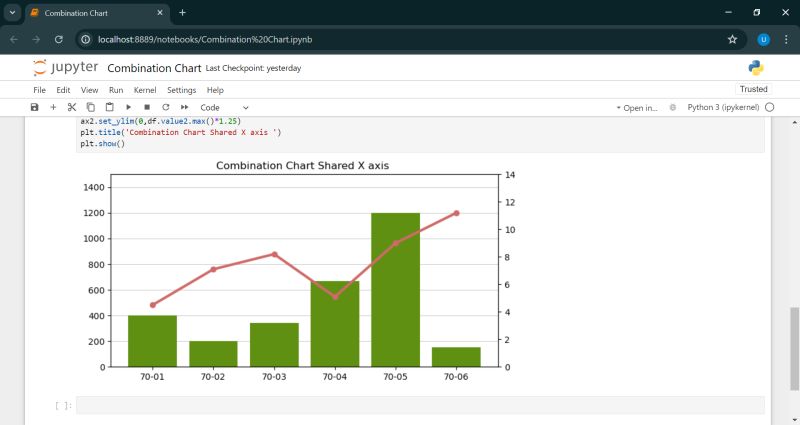 Combination Chart
localhost:8889/notebooks/Combination%20Chart.ipynb
U
jupyter Combination Chart Last Checkpoint: yesterday
File Edit View Run Kernel Settings Help Trusted
Code Open in... Python 3 (ipykernel)
ax2.set_ylim(0,df.value2.max()*1.25)
plt.title('Combination Chart Shared X axis ')
plt.show()
Combination Chart Shared X axis
14
1400
12
1200
10
1000
8
800
6
600
4
400
2
200
0 0
70-01 70-02 70-03 70-04 70-05 70-06
[ ]: